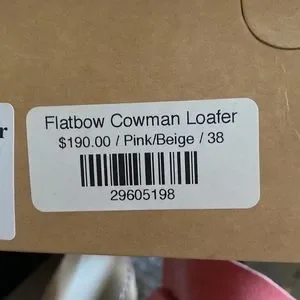 r
Flatbow Cowman Loafer
$190.00 / Pink/Beige / 38
29605198